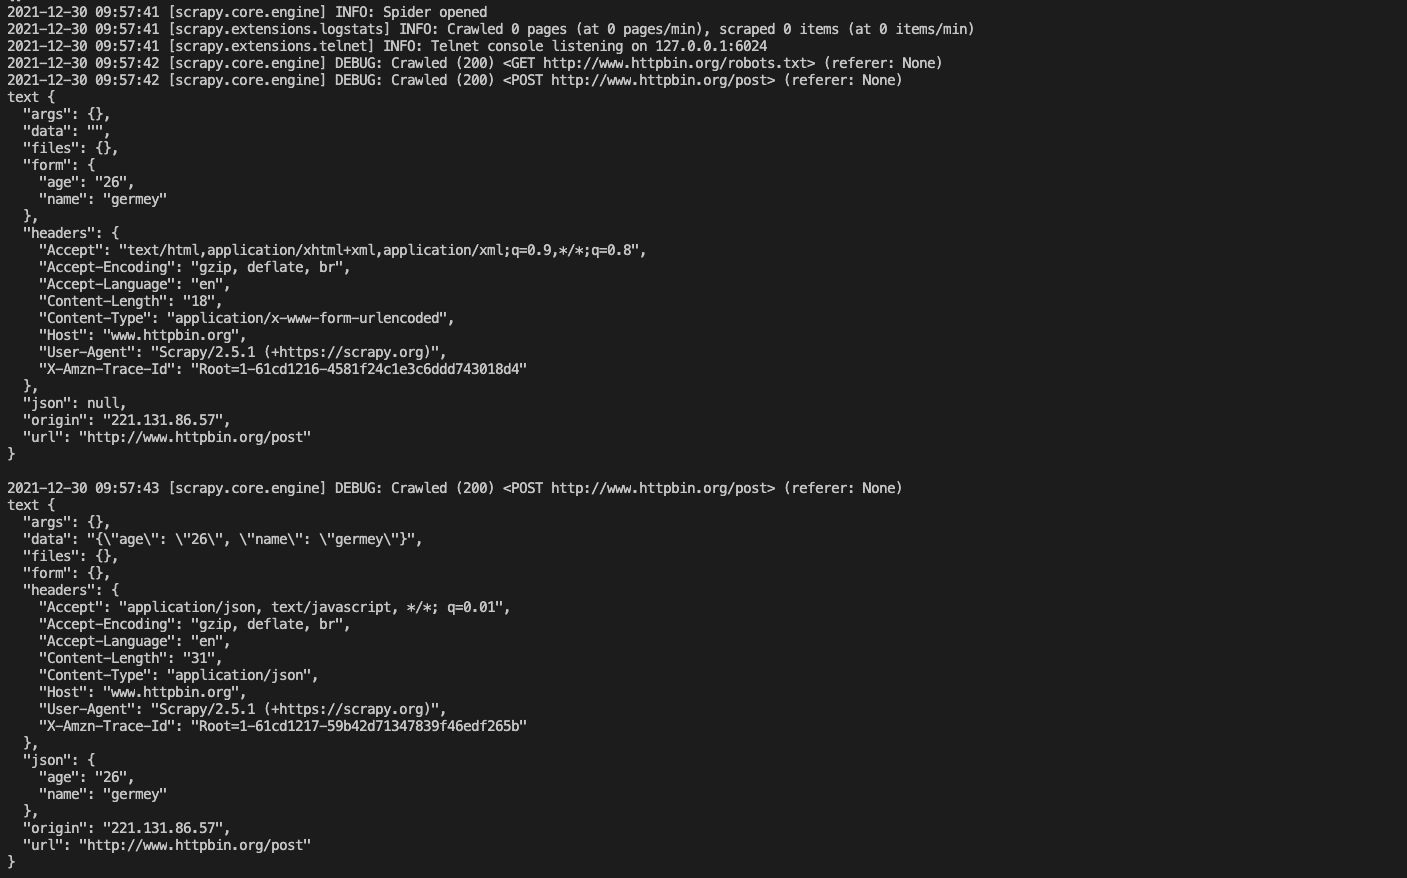 2021-12-30 09:57:41 [scrapy.core.engine] INFO: Spider opened
2021-12-30 09:57:41 [scrapy.extensions.logstats] INFO: Crawled 0 pages (at 0 pages/min), scraped 0 items (at 0 items/min)
2021-12-30 09:57:41 [scrapy.extensions.telnet] INFO: Telnet console listening on 127.0.0.1:6024
2021-12-30 09:57:42 [scrapy.core.engine] DEBUG: Crawled (200) <GET http://www.httpbin.org/robots.txt> (referer: None)
2021-12-30 09:57:42 [scrapy.core.engine] DEBUG: Crawled (200) <POST http://www.httpbin.org/post> (referer: None)
text {
  "args": {},
  "data": "",
  "files": {},
  "form": {
    "age": "26",
    "name": "germey"
  },
  "headers": {
    "Accept": "text/html,application/xhtml+xml,application/xml;q=0.9,*/*;q=0.8",
    "Accept-Encoding": "gzip, deflate, br",
    "Accept-Language": "en",
    "Content-Length": "18",
    "Content-Type": "application/x-www-form-urlencoded",
    "Host": "www.httpbin.org",
    "User-Agent": "Scrapy/2.5.1 (+https://scrapy.org)",
    "X-Amzn-Trace-Id": "Root=1-61cd1216-4581f24c1e3c6ddd743018d4"
  },
  "json": null,
  "origin": "221.131.86.57",
  "url": "http://www.httpbin.org/post"
}
2021-12-30 09:57:43 [scrapy.core.engine] DEBUG: Crawled (200) <POST http://www.httpbin.org/post> (referer: None)
text {
  "args": {},
  "data": "{\"age\": \"26\", \"name\": \"germey\"}",
  "files": {},
  "form": {},
  "headers": {
    "Accept": "application/json, text/javascript, */*; q=0.01",
    "Accept-Encoding": "gzip, deflate, br",
    "Accept-Language": "en",
    "Content-Length": "31",
    "Content-Type": "application/json",
    "Host": "www.httpbin.org",
    "User-Agent": "Scrapy/2.5.1 (+https://scrapy.org)",
    "X-Amzn-Trace-Id": "Root=1-61cd1217-59b42d71347839f46edf265b"
  },
  "json": {
    "age": "26",
    "name": "germey"
  },
  "origin": "221.131.86.57",
  "url": "http://www.httpbin.org/post"
}